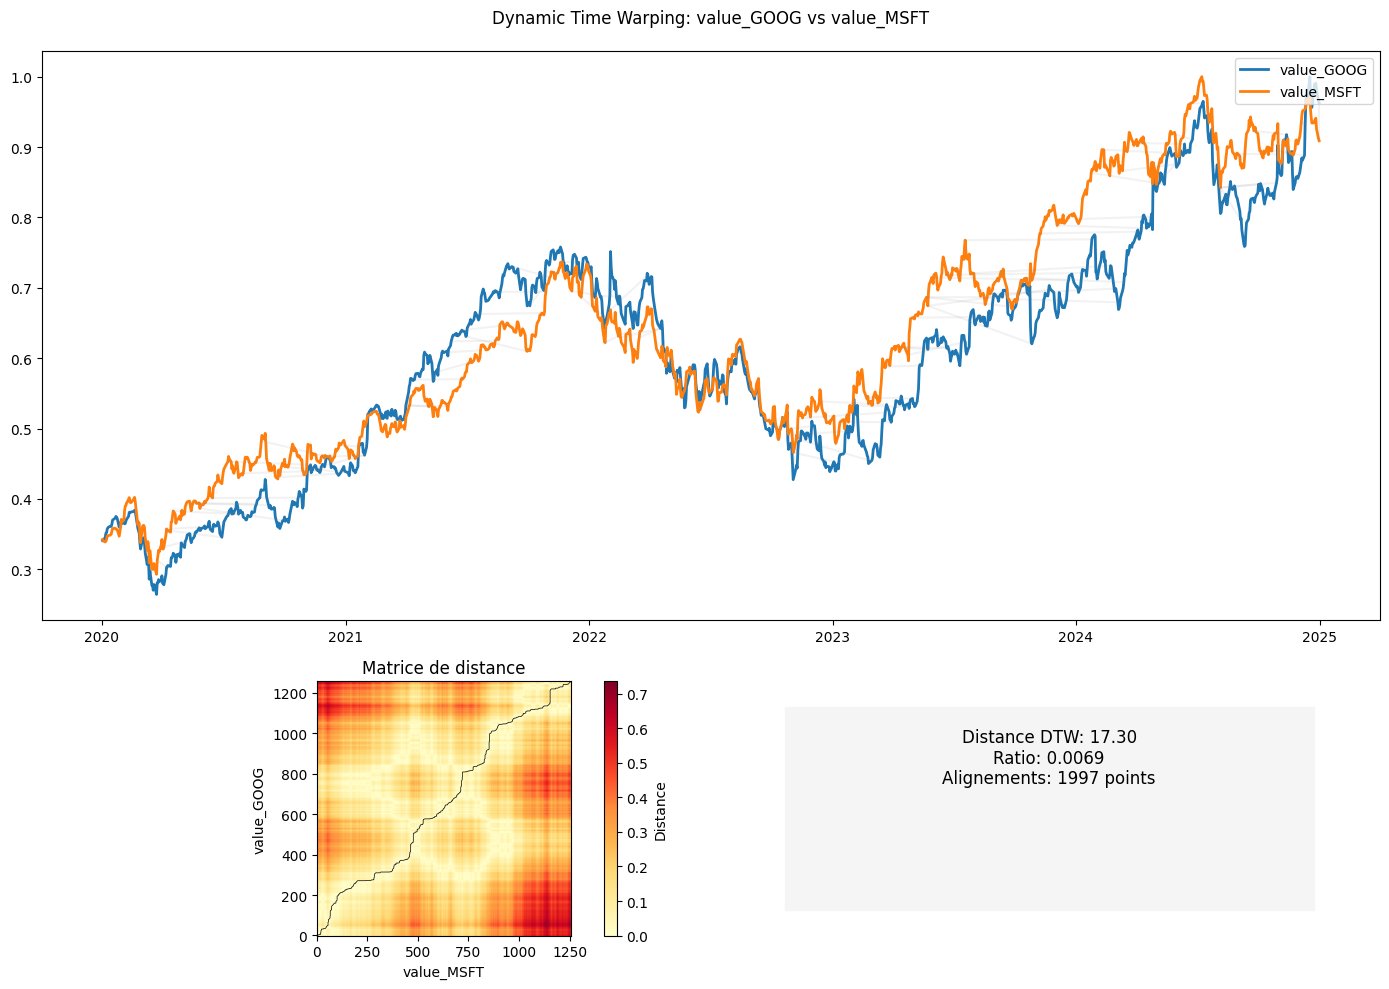 Dynamic Time Warping: value_GOOG vs value_MSFT
value_GOOG
value_MSFT
1.0
0.9
0.8
0.7
0.6
0.5
0.4
0.3
2020 2021 2022 2023 2024 2025
Matrice de distance
value_GOOG
1200
1000
800
600
400
200
0
0 250 500 750 1000 1250
value_MSFT
0.7
0.6
0.5
0.4
0.3
0.2
0.1
0.0
Distance
Distance DTW: 17.30
Ratio: 0.0069
Alignements: 1997 points